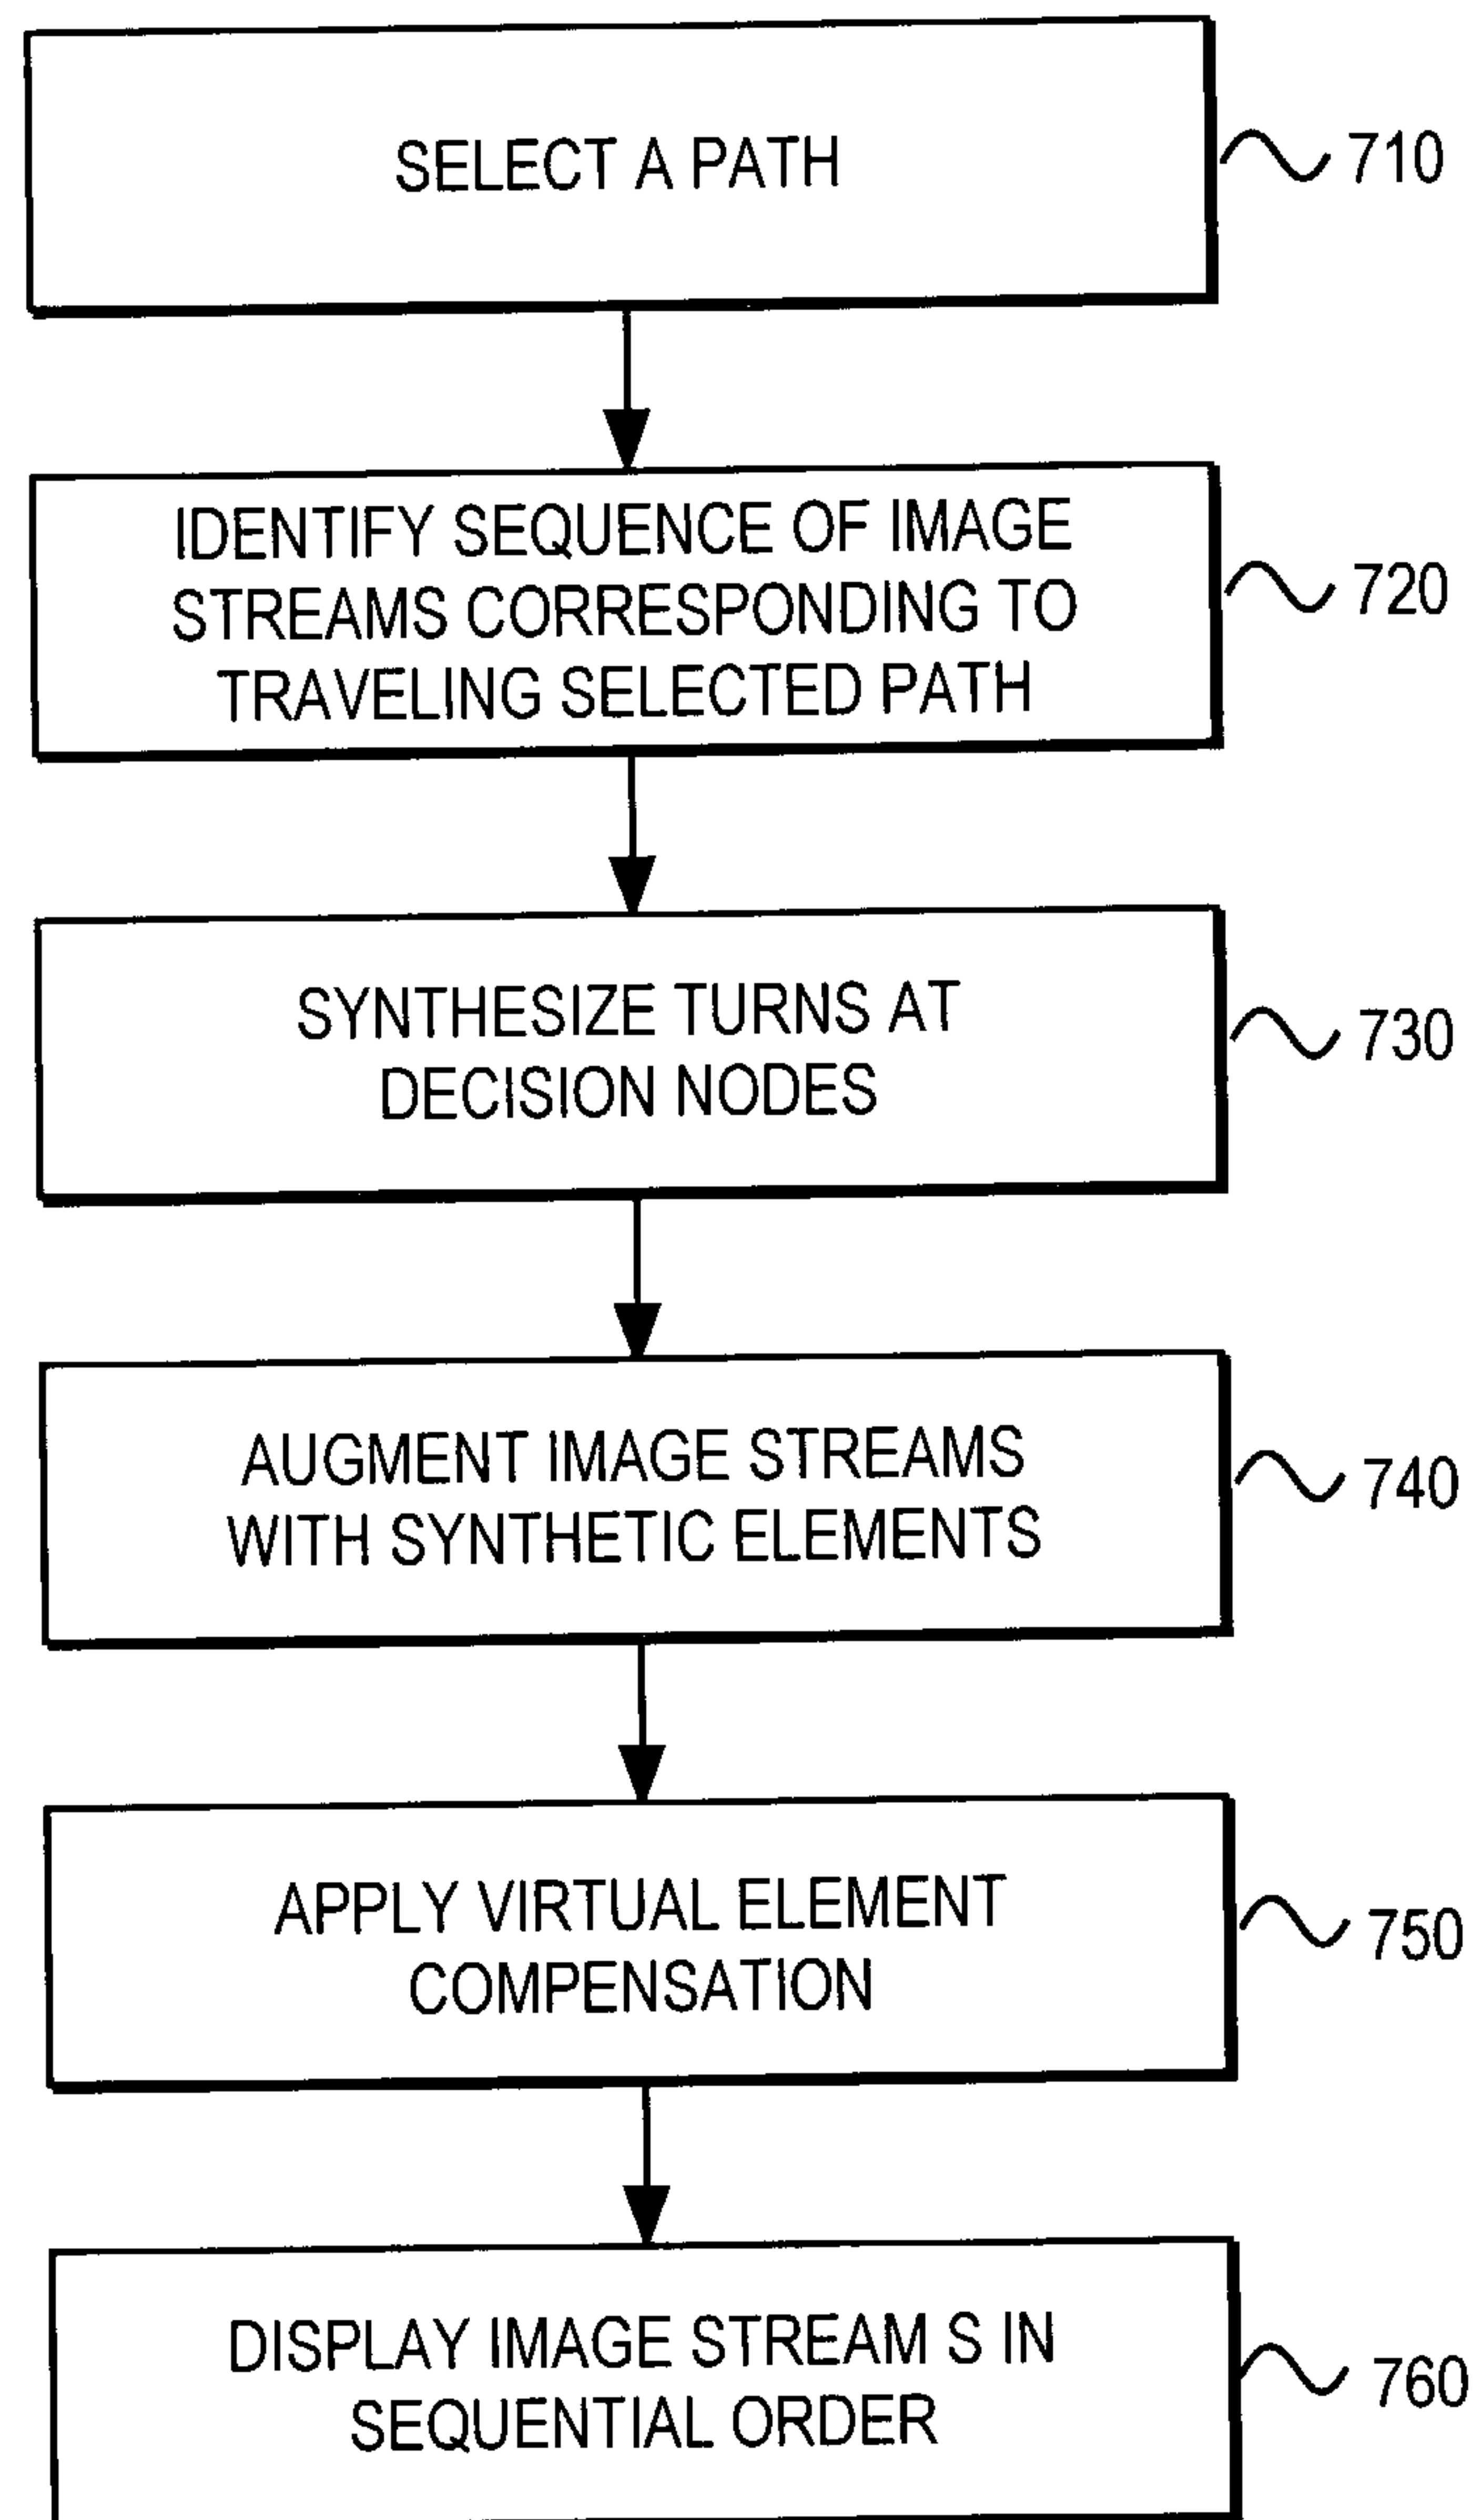 SELECT A PATH
710
IDENTIFY SEQUENCE OF IMAGE
STREAMS CORRESPONDING TO
TRAVELING SELECTED PATH
720
SYNTHESIZE TURNS AT
DECISION NODES
730
AUGMENT IMAGE STREAMS
WITH SYNTHETIC ELEMENTS
740
APPLY VIRTUAL ELEMENT
COMPENSATION
750
DISPLAY IMAGE STREAM S IN
SEQUENTIAL ORDER
760